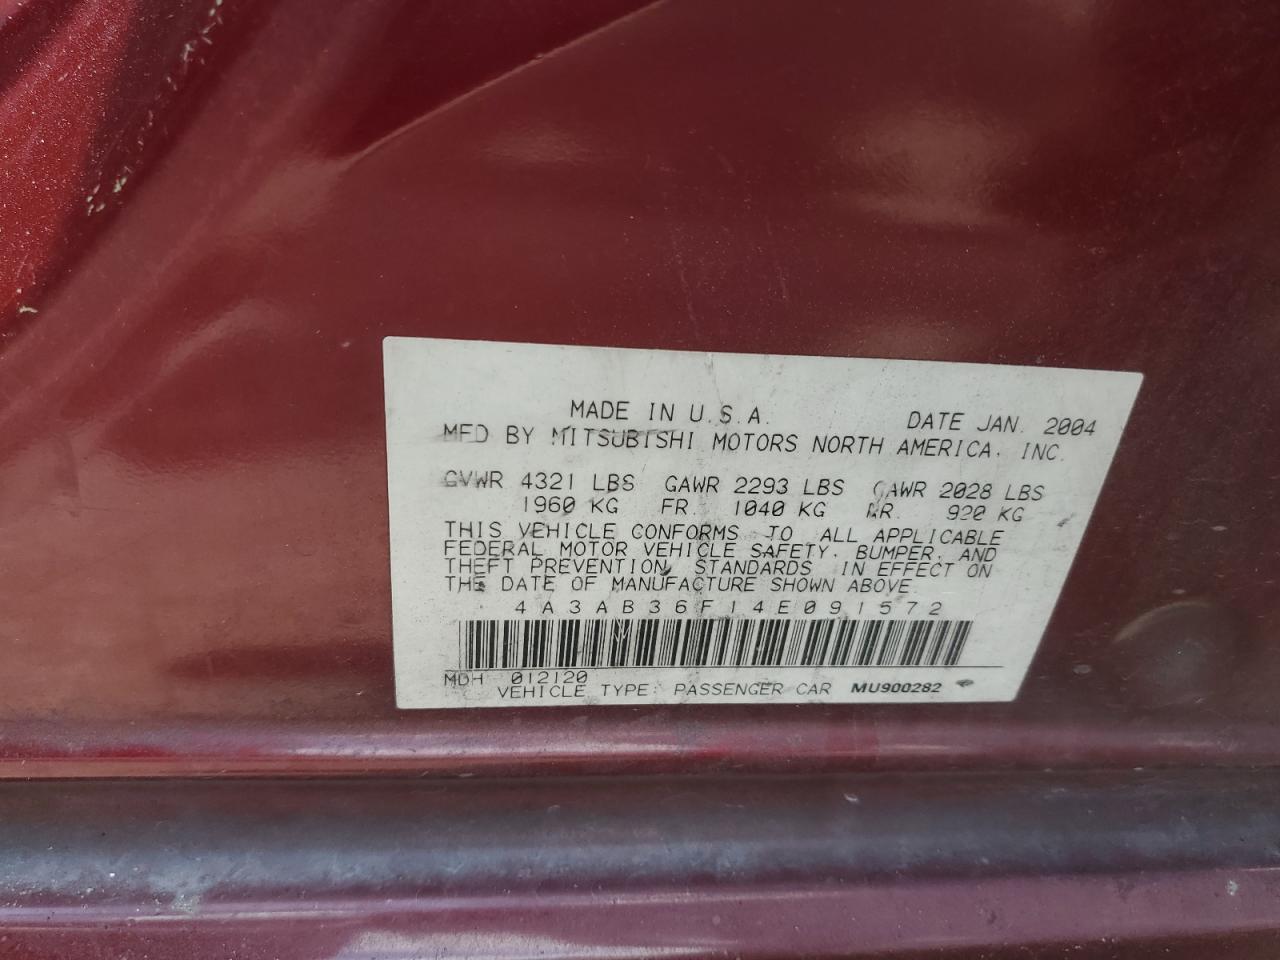 MADE IN U.S.A. DATE JAN. 2004
MFD BY MITSUBISHI MOTORS NORTH AMERICA, INC.
GVWR 4321 LBS GAWR 2293 LBS GAWR 2028 LBS
1960 KG FR. 1040 KG RR. 920 KG
THIS VEHICLE CONFORMS TO ALL APPLICABLE
FEDERAL MOTOR VEHICLE SAFETY, BUMPER, AND
THEFT PREVENTION STANDARDS IN EFFECT ON
THE DATE OF MANUFACTURE SHOWN ABOVE.
4A3AB36F14E091572
MDH 012120
VEHICLE TYPE: PASSENGER CAR MU900282